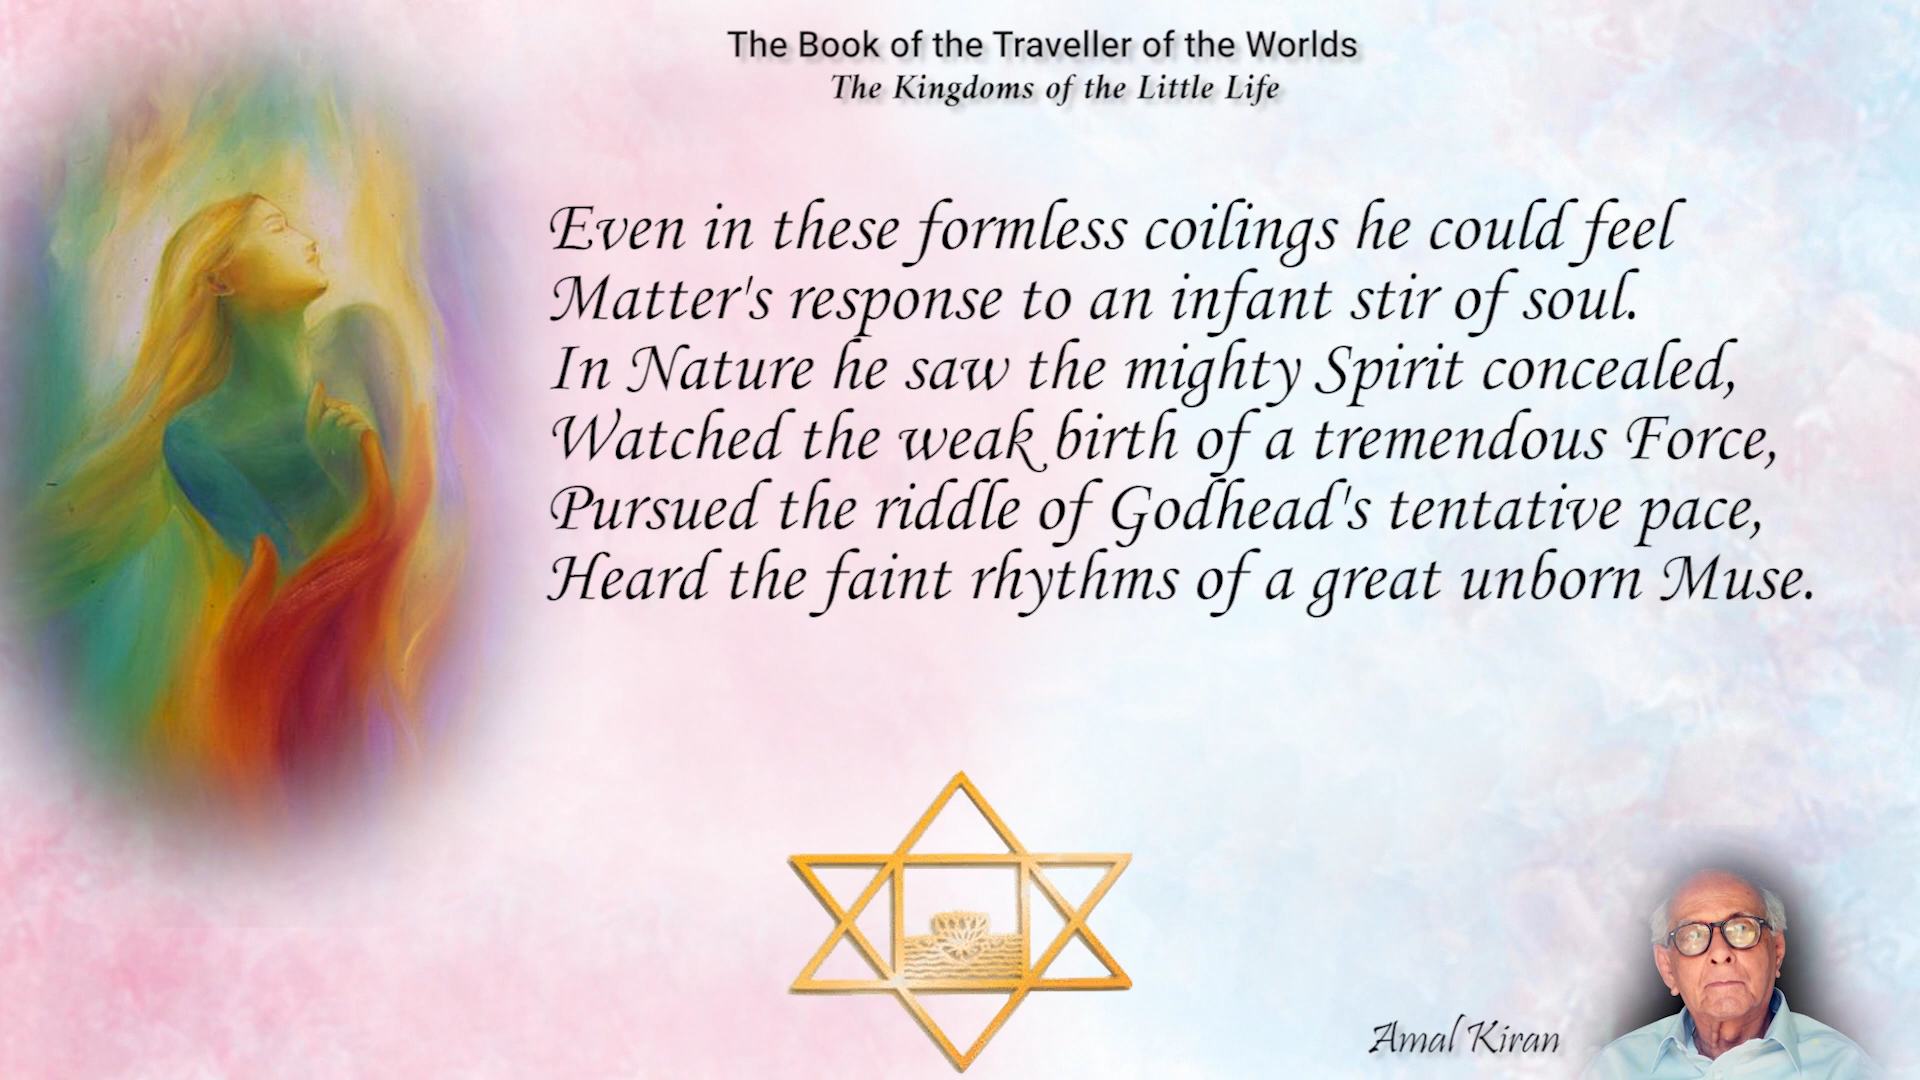 The Book of the Traveller of the Worlds
The Kingdoms of the Little Life
Even in these formless coilings he could feel
Matter's response to an infant stir of soul.
In Nature he saw the mighty Spirit concealed,
Watched the weak birth of a tremendous Force,
Pursued the riddle of Godhead's tentative pace,
Heard the faint rhythms of a great unborn Muse.
Amal Kiran